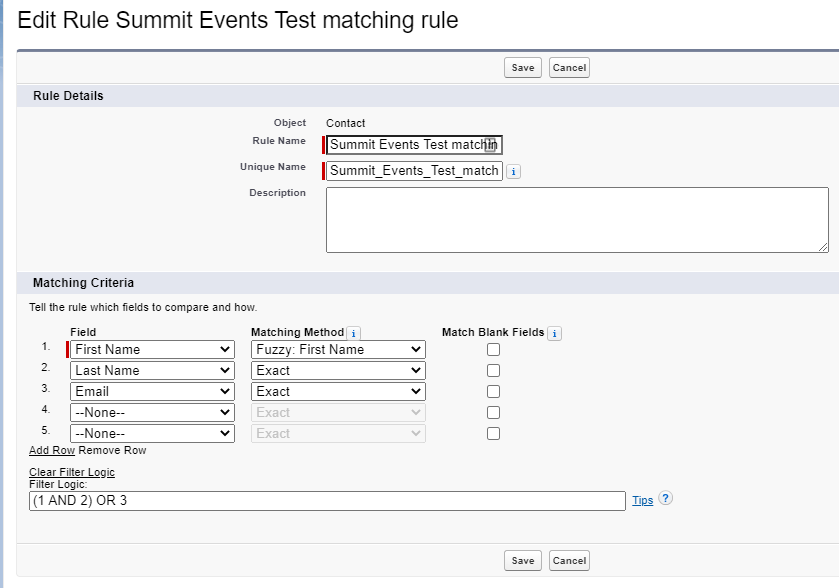 Edit Rule Summit Events Test matching rule
Save Cancel
Rule Details
Object Contact
Rule Name Summit Events Test matchin
Unique Name Summit_Events_Test_match i
Description
Matching Criteria
Tell the rule which fields to compare and how.
Field Matching Method i Match Blank Fields i
1. First Name Fuzzy: First Name
2. Last Name Exact
3. Email Exact
4. --None-- Exact
5. --None-- Exact
Add Row Remove Row
Clear Filter Logic
Filter Logic:
(1 AND 2) OR 3 Tips ?
Save Cancel